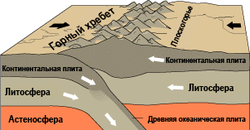 Горный хребет
Плоскогорье
Континентальная плита
Континентальная плита
Литосфера
Литосфера
Астеносфера
Древняя океаническая плита